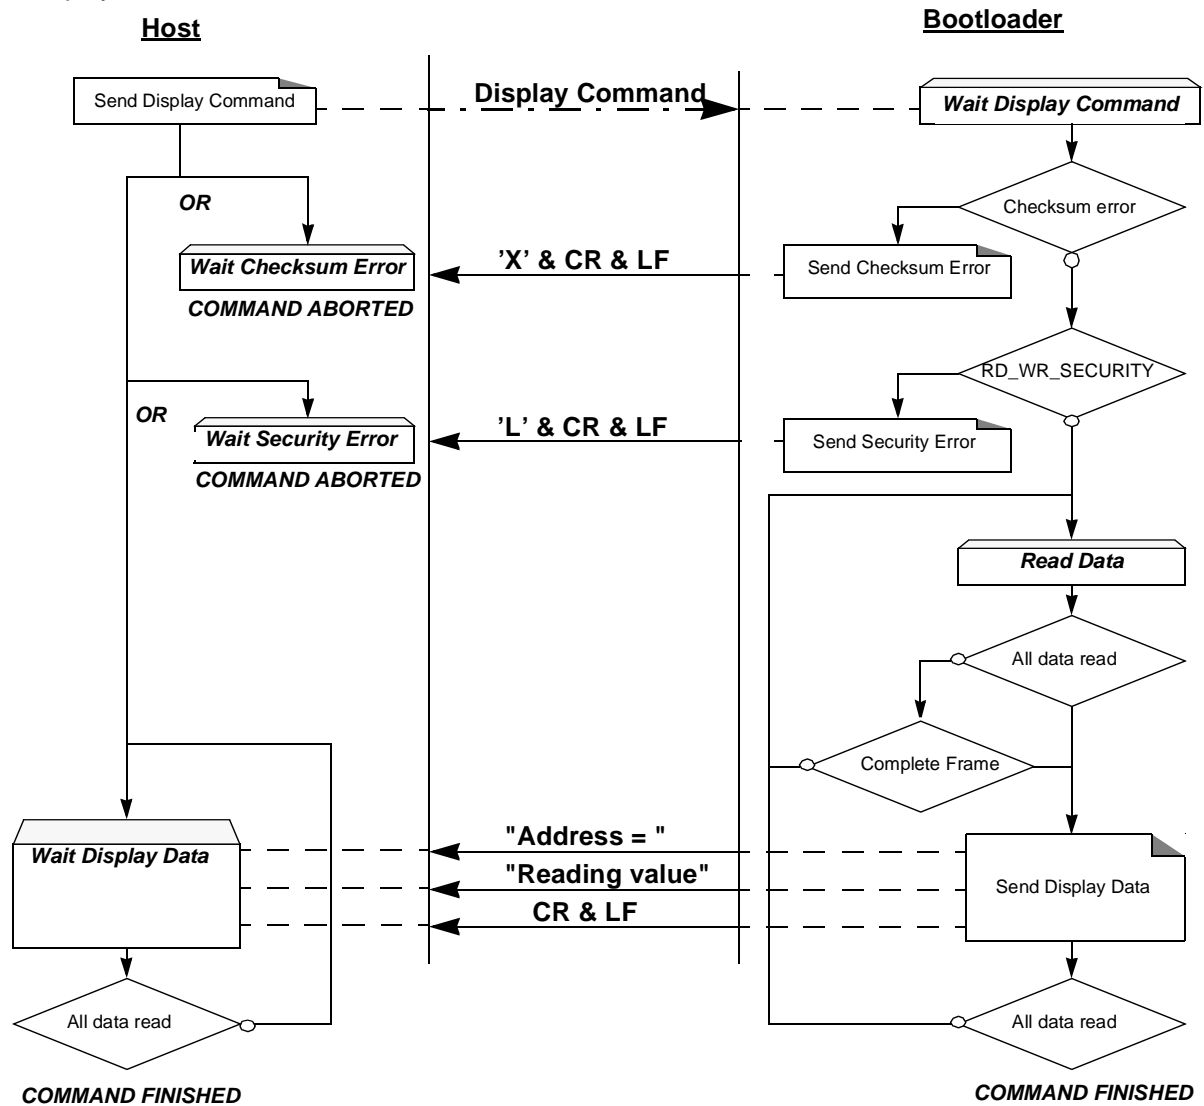 Host
Bootloader
Send Display Command
Display Command
Wait Display Command
OR
Checksum error
Wait Checksum Error
'X' & CR & LF
Send Checksum Error
COMMAND ABORTED
RD_WR_SECURITY
OR
Wait Security Error
'L' & CR & LF
Send Security Error
COMMAND ABORTED
Read Data
All data read
Complete Frame
Wait Display Data
"Address = "
"Reading value"
CR & LF
Send Display Data
All data read
All data read
COMMAND FINISHED
COMMAND FINISHED